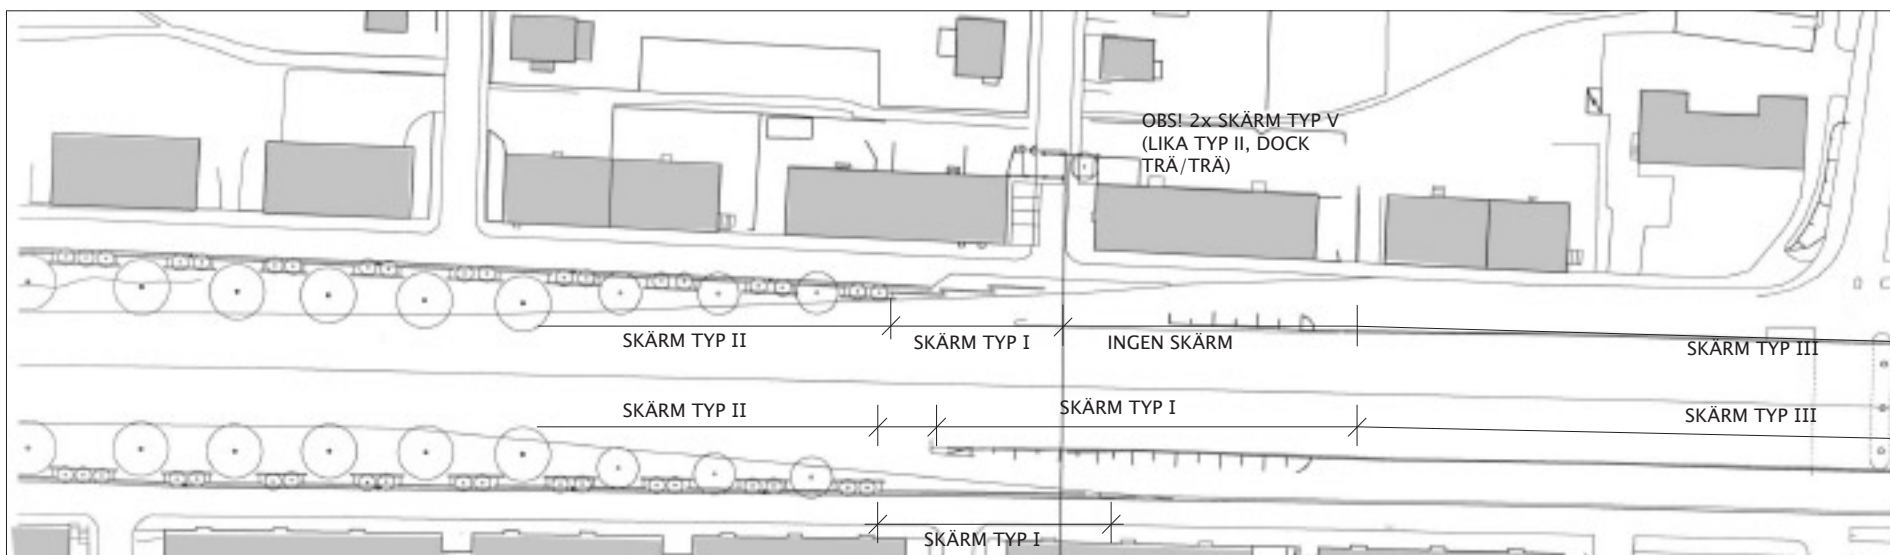 OBS! 2x SKÄRM TYP V
(LIKA TYP II, DOCK
TRÄ/TRÄ)
SKÄRM TYP II
SKÄRM TYP I
INGEN SKÄRM
SKÄRM TYP III
SKÄRM TYP II
SKÄRM TYP I
SKÄRM TYP III
SKÄRM TYP I